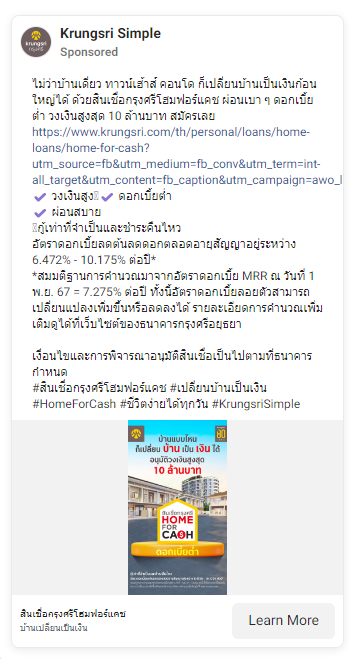 Krungsri Simple
Sponsored
krungsri
กรุงศรี
ไม่ว่าบ้านเดี่ยว ทาวน์เฮ้าส์ คอนโด ก็เปลี่ยนบ้านเป็นเงินก้อน
ใหญ่ได้ ด้วยสินเชื่อกรุงศรีโฮมฟอร์แคช ผ่อนเบา ๆ ดอกเบี้ย
ต่ำ วงเงินสูงสุด 10 ล้านบาท สมัครเลย
https://www.krungsri.com/th/personal/loans/home-
loans/home-for-cash?
utm_source=fb&utm_medium=fb_conv&utm_term=int-
all_target&utm_content=fb_caption&utm_campaign=awo_l
✔ วงเงินสูง ✔ ดอกเบี้ยต่ำ
✔ ผ่อนสบาย
กู้เท่าที่จำเป็นและชำระคืนไหว
อัตราดอกเบี้ยลดต้นลดดอกตลอดอายุสัญญาอยู่ระหว่าง
6.472% - 10.175% ต่อปี*
*สมมติฐานการคำนวณมาจากอัตราดอกเบี้ย MRR ณ วันที่ 1
พ.ย. 67 = 7.275% ต่อปี ทั้งนี้อัตราดอกเบี้ยลอยตัวสามารถ
เปลี่ยนแปลงเพิ่มขึ้นหรือลดลงได้ รายละเอียดการคำนวณเพิ่ม
เติมดูได้ที่เว็บไซต์ของธนาคารกรุงศรีอยุธยา
เงื่อนไขและการพิจารณาอนุมัติสินเชื่อเป็นไปตามที่ธนาคาร
กำหนด
#สินเชื่อกรุงศรีโฮมฟอร์แคช #เปลี่ยนบ้านเป็นเงิน
#HomeForCash #ชีวิตง่ายได้ทุกวัน #KrungsriSimple
บ้านแบบไหน
ก็เปลี่ยน บ้าน เป็น เงิน ได้
อนุมัติวงเงินสูงสุด
10 ล้านบาท
สินเชื่อกรุงศรี
HOME
FOR
CASH
ดอกเบี้ยต่ำ
สินเชื่อกรุงศรีโฮมฟอร์แคช
บ้านเปลี่ยนเป็นเงิน
Learn More